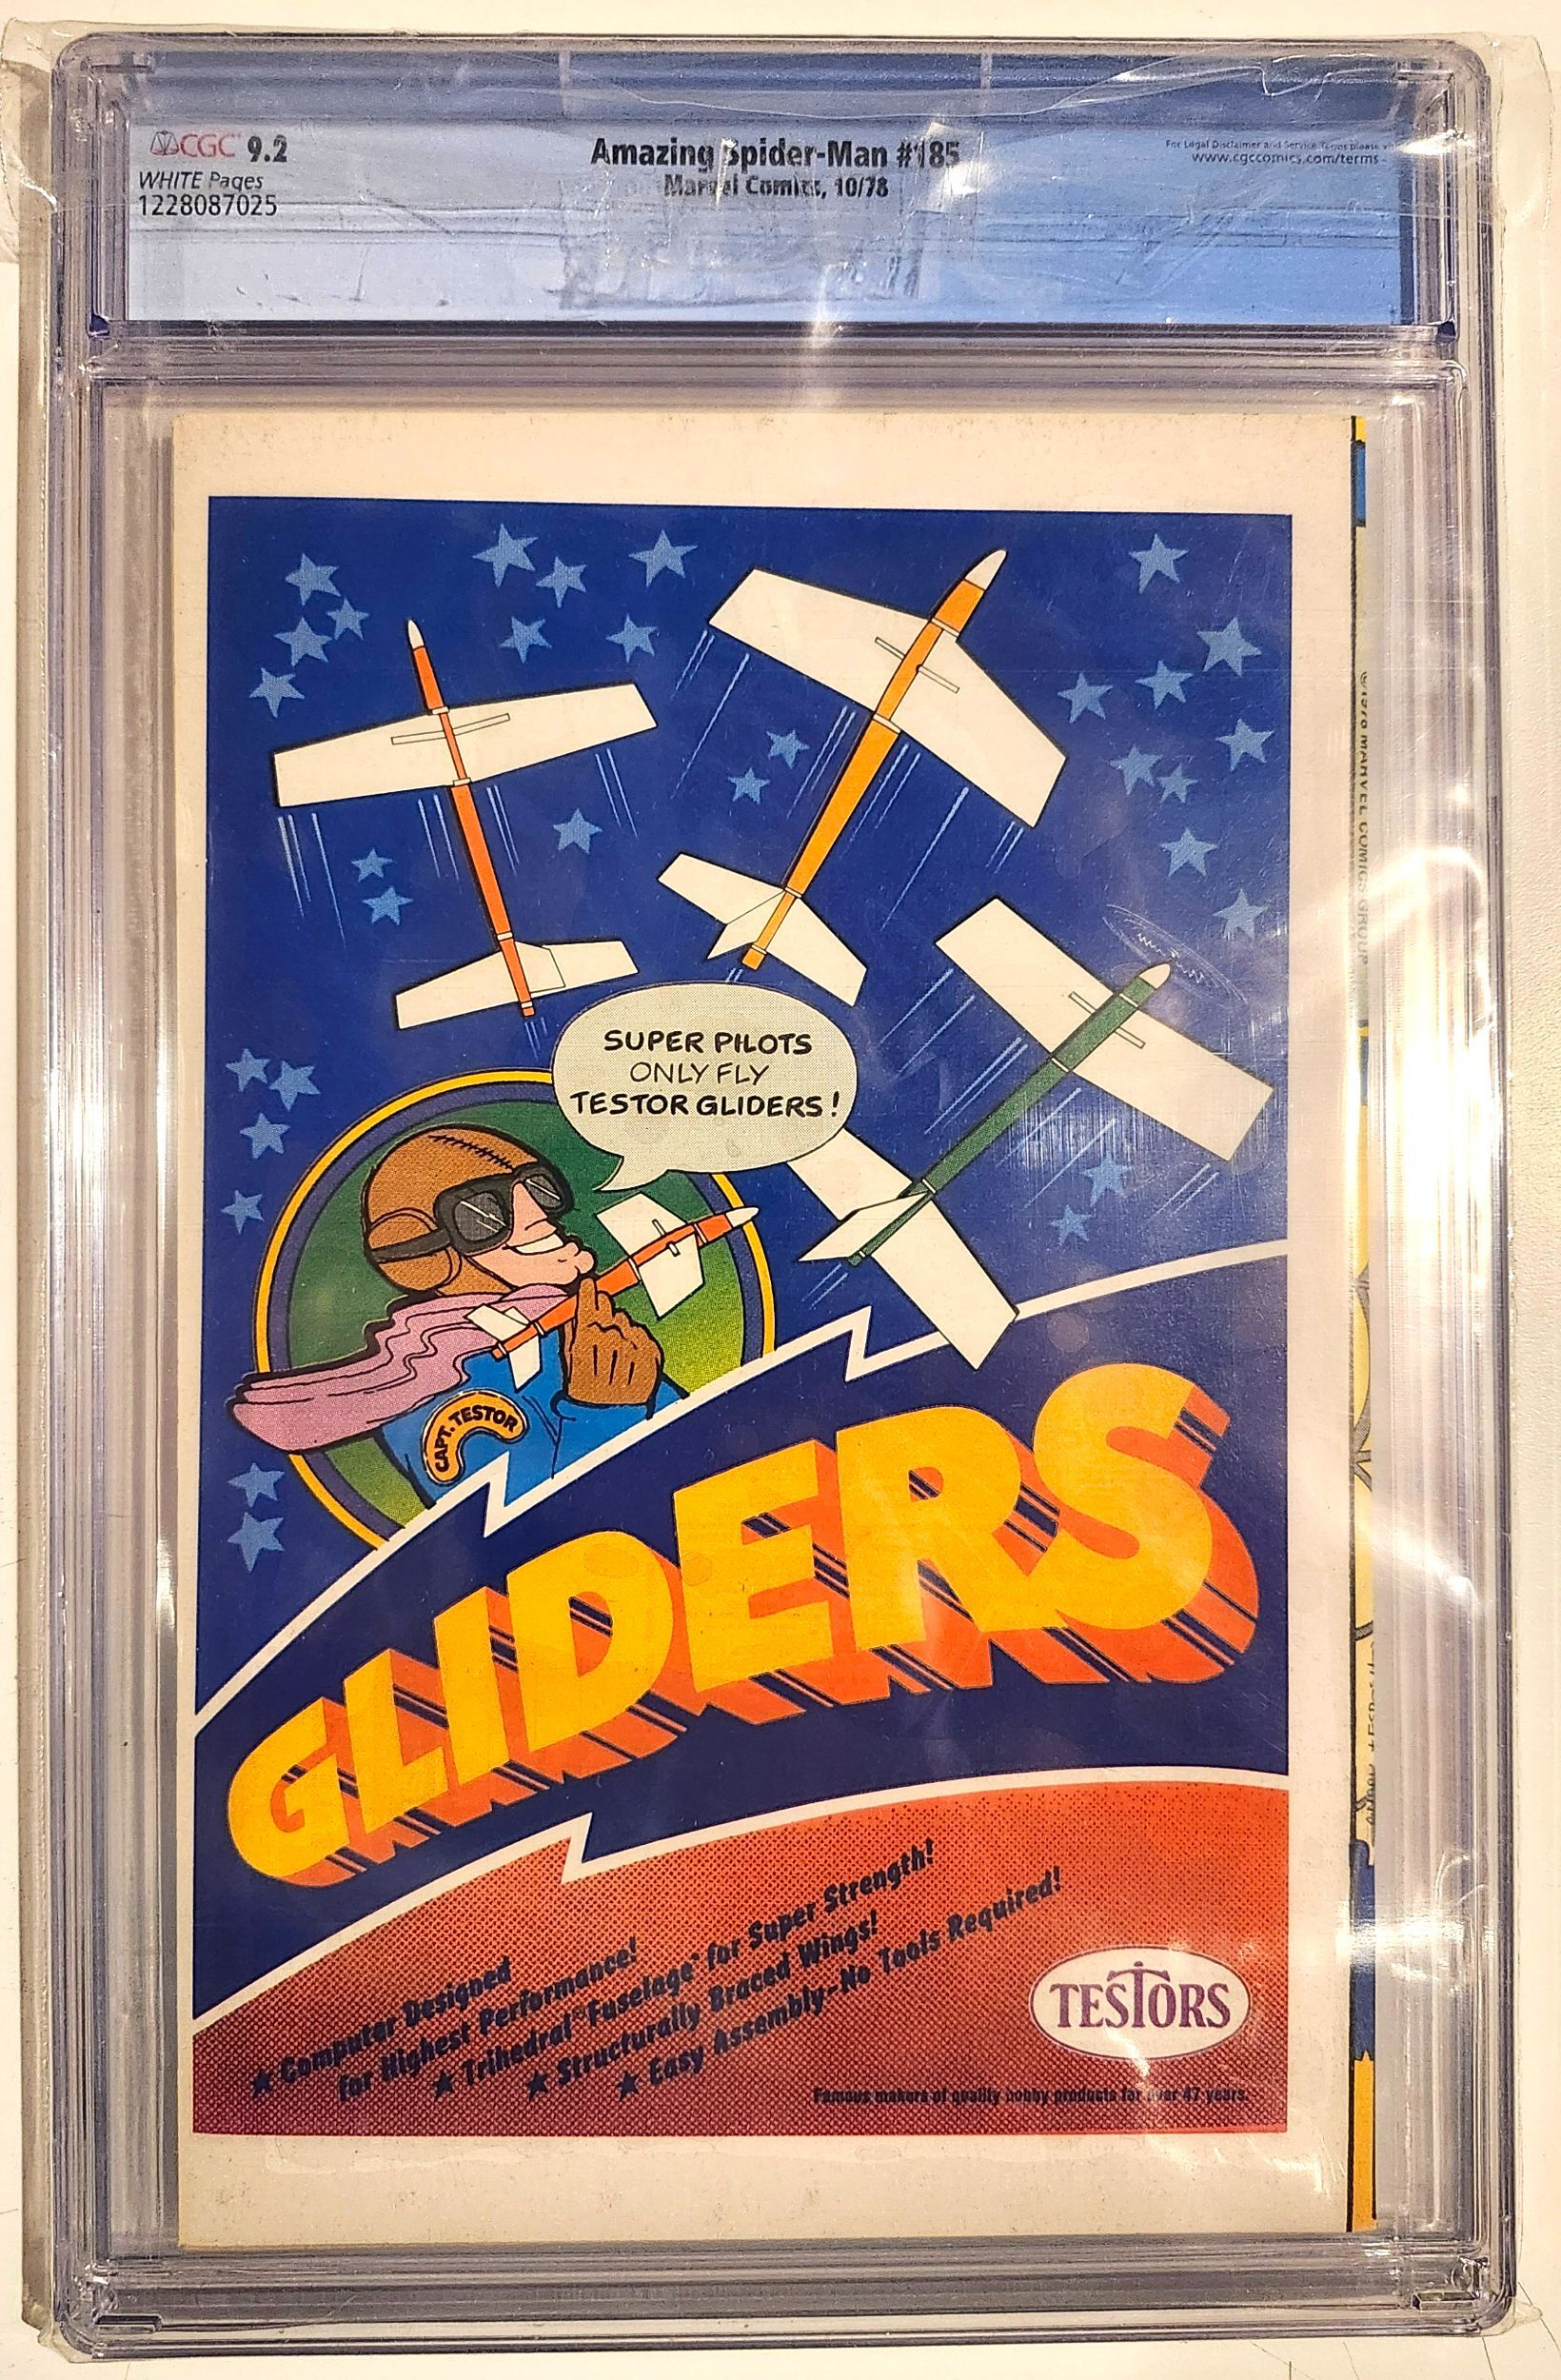 CGC 9.2
WHITE Pages
1228087025
Amazing Spider-Man #185
Marvel Comics, 10/78
For Legal Disclaimer and Service Terms please
www.cgccomics.com/terms
SUPER PILOTS
ONLY FLY
TESTOR GLIDERS!
CAPT. TESTOR
GLIDERS
★ Computer Designed
for Highest Performance!
★ Trihedral® Fuselage for Super Strength!
★ Structurally Braced Wings!
★ Easy Assembly-No Tools Required!
TESTORS
Famous makers of quality hobby products for over 47 years.
©1978 MARVEL COMICS GROUP